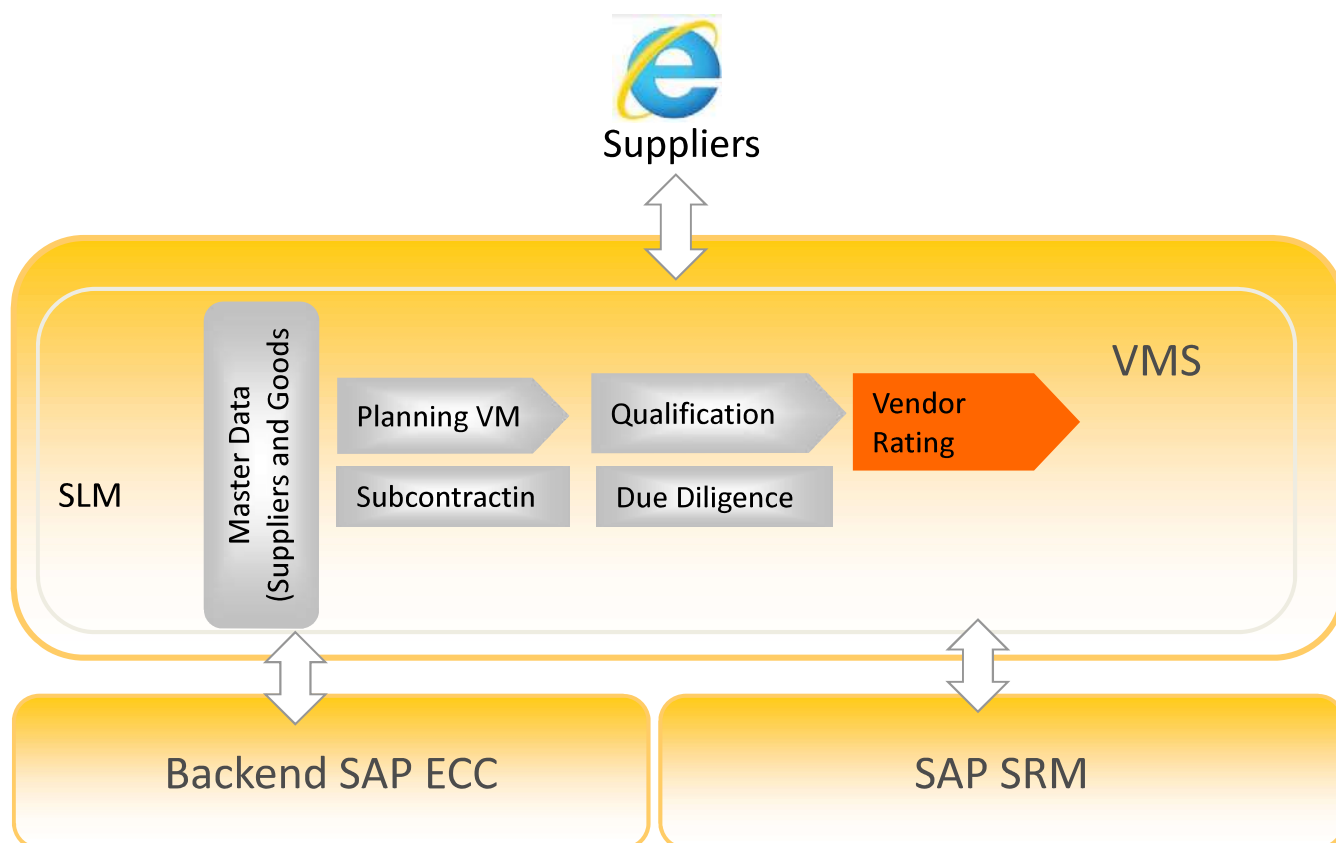 Suppliers
VMS
SLM
Master Data
(Suppliers and Goods
Planning VM
Qualification
Vendor
Rating
Subcontractin
Due Diligence
Backend SAP ECC
SAP SRM